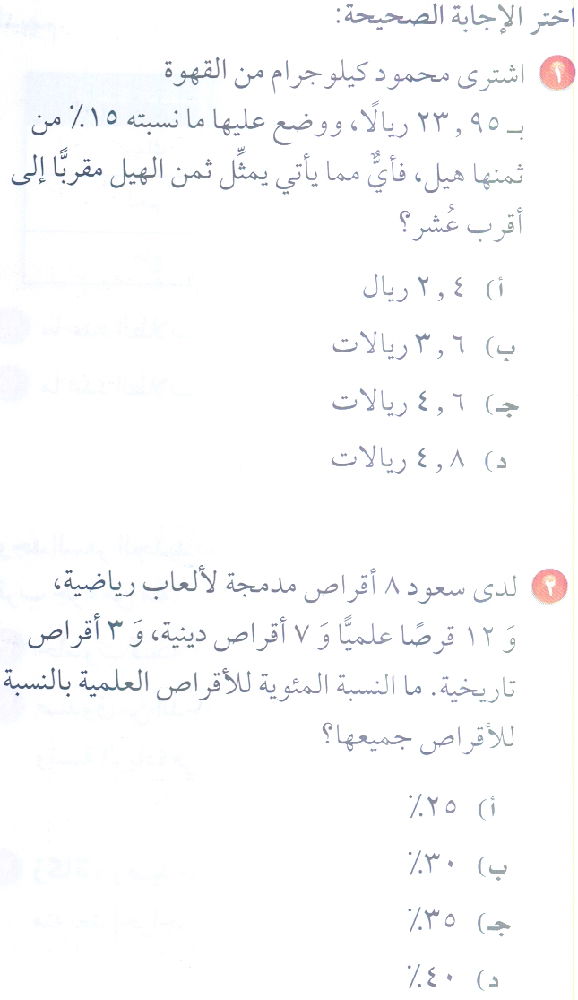 اختر الإجابة الصحيحة:
١ اشترى محمود كيلوجرام من القهوة
بـ ٢٣,٩٥ ريالًا، ووضع عليها ما نسبته ١٥٪ من
ثمنها هيل، فأيٌّ مما يأتي يمثِّل ثمن الهيل مقربًّا إلى
أقرب عُشر؟
أ) ٢,٤ ريال
ب) ٣,٦ ريالات
جـ) ٤,٦ ريالات
د) ٤,٨ ريالات
٢ لدى سعود ٨ أقراص مدمجة لألعاب رياضية،
وَ ١٢ قرصًا علميًّا وَ ٧ أقراص دينية، وَ ٣ أقراص
تاريخية. ما النسبة المئوية للأقراص العلمية بالنسبة
للأقراص جميعها؟
أ) ٢٥٪
ب) ٣٠٪
جـ) ٣٥٪
د) ٤٠٪